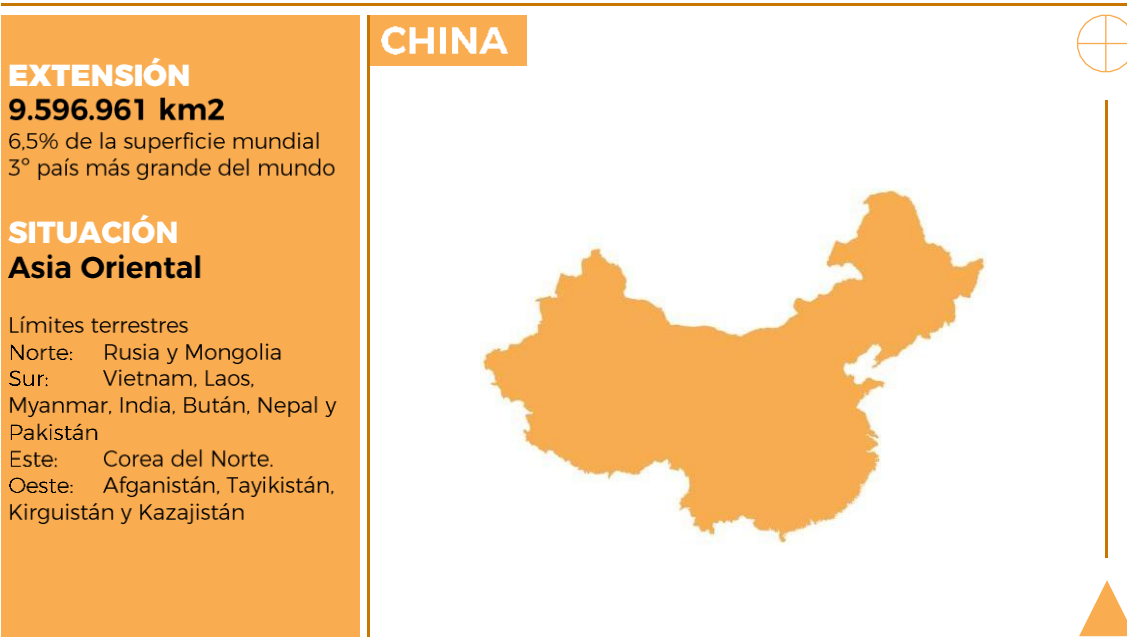 EXTENSIÓN
9.596.961 km2
6,5% de la superficie mundial
3º país más grande del mundo
SITUACIÓN
Asia Oriental
Límites terrestres
Norte: Rusia y Mongolia
Sur: Vietnam, Laos,
Myanmar, India, Bután, Nepal y
Pakistán
Este: Corea del Norte.
Oeste: Afganistán, Tayikistán,
Kirguistán y Kazajistán
CHINA